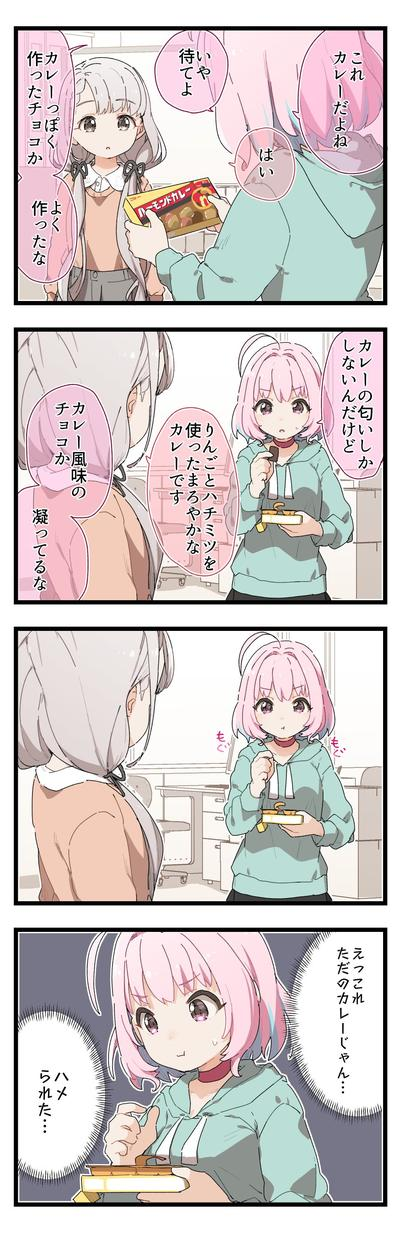 これ
カレーだよね
はい
いや
待てよ
カレーっぽく
作ったチョコか
よく
作ったな
ハーモンドカレー
カレーの匂いしか
しないんだけど
りんごとハチミツを
使ったまろやかな
カレーです
カレー風味の
チョコか
凝ってるな
もぐ
もぐ
えっこれ
ただのカレーじゃん…
ハメ
られた…